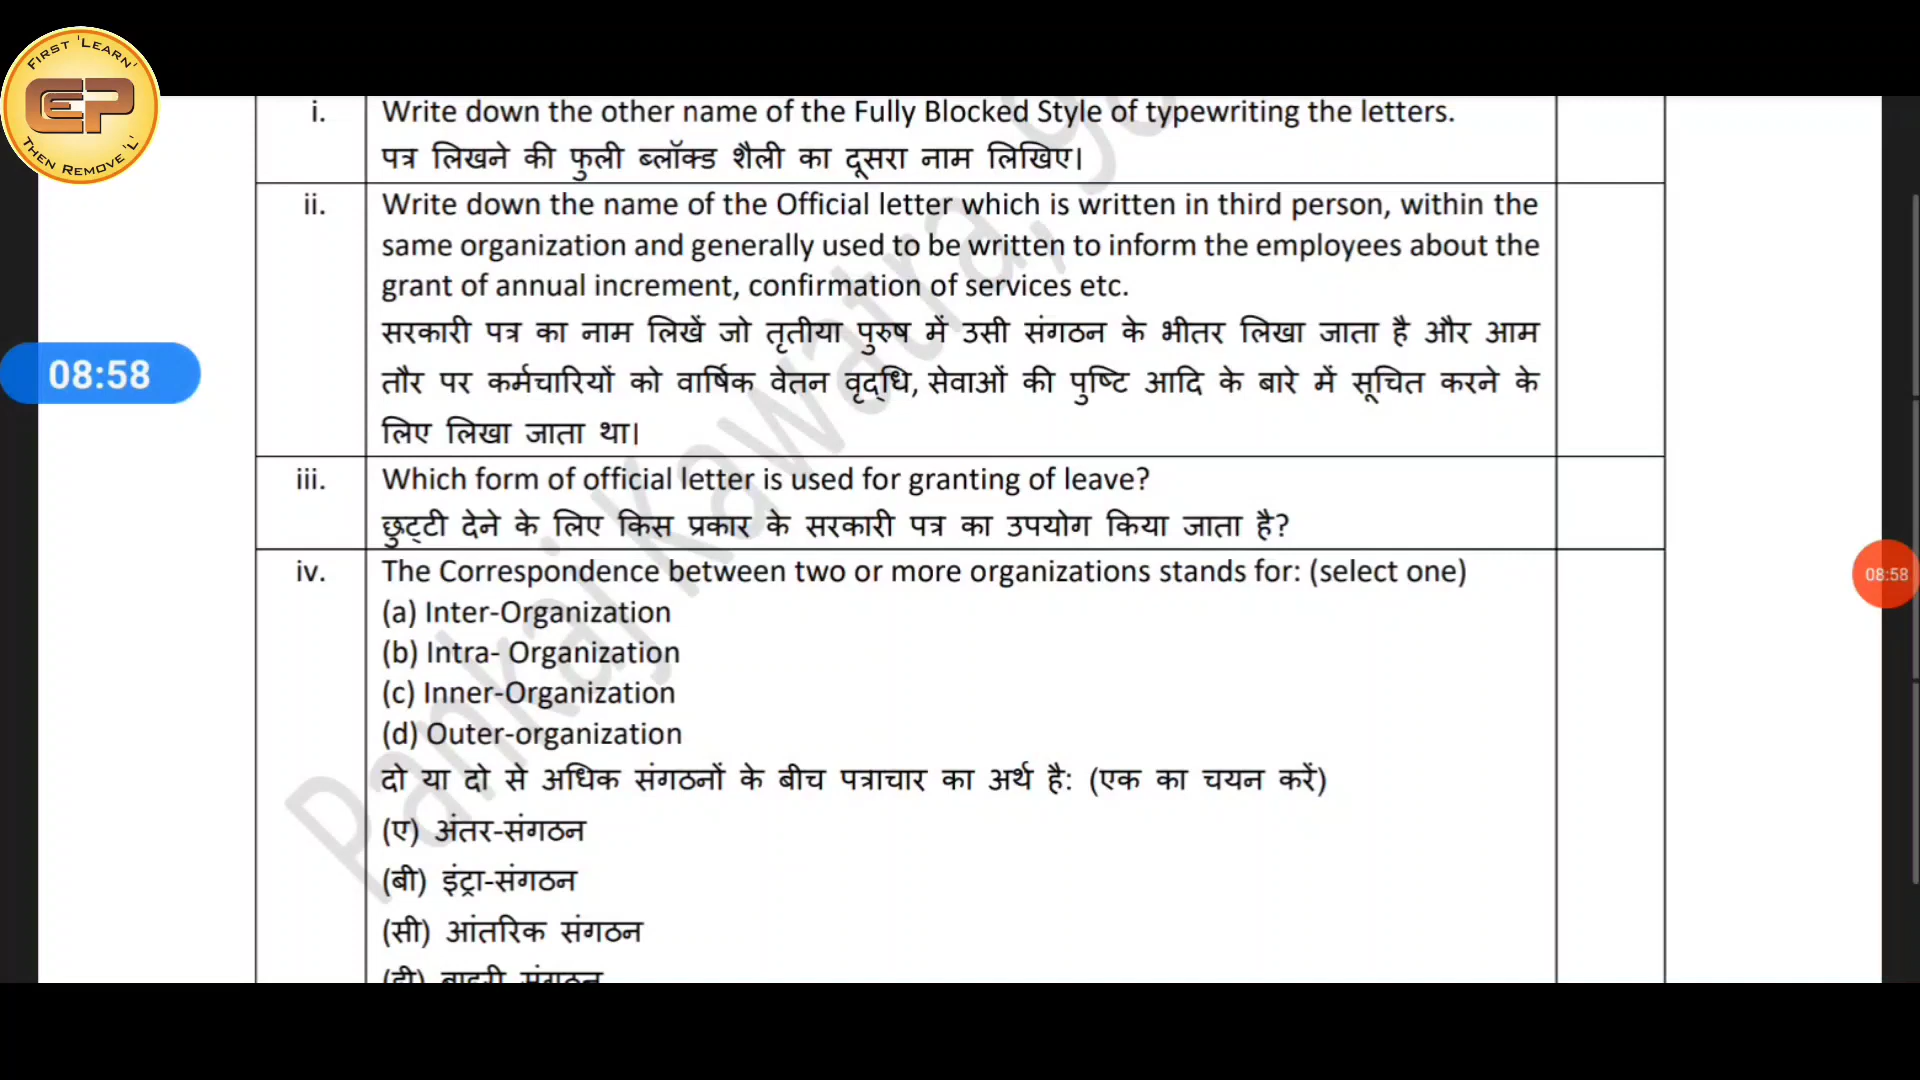 FIRST 'LEARN'
EP
THEN REMOVE 'L'
i. Write down the other name of the Fully Blocked Style of typewriting the letters.
पत्र लिखने की फुली ब्लॉक्ड शैली का दूसरा नाम लिखिए।
ii. Write down the name of the Official letter which is written in third person, within the
same organization and generally used to be written to inform the employees about the
grant of annual increment, confirmation of services etc.
सरकारी पत्र का नाम लिखें जो तृतीया पुरुष में उसी संगठन के भीतर लिखा जाता है और आम
तौर पर कर्मचारियों को वार्षिक वेतन वृद्धि, सेवाओं की पुष्टि आदि के बारे में सूचित करने के
लिए लिखा जाता था।
08:58
iii. Which form of official letter is used for granting of leave?
छुट्टी देने के लिए किस प्रकार के सरकारी पत्र का उपयोग किया जाता है?
08:58
iv. The Correspondence between two or more organizations stands for: (select one)
(a) Inter-Organization
(b) Intra- Organization
(c) Inner-Organization
(d) Outer-organization
दो या दो से अधिक संगठनों के बीच पत्राचार का अर्थ है: (एक का चयन करें)
(ए) अंतर-संगठन
(बी) इंट्रा-संगठन
(सी) आंतरिक संगठन
(डी) बाहरी संगठन
Pankaj Kawatra,